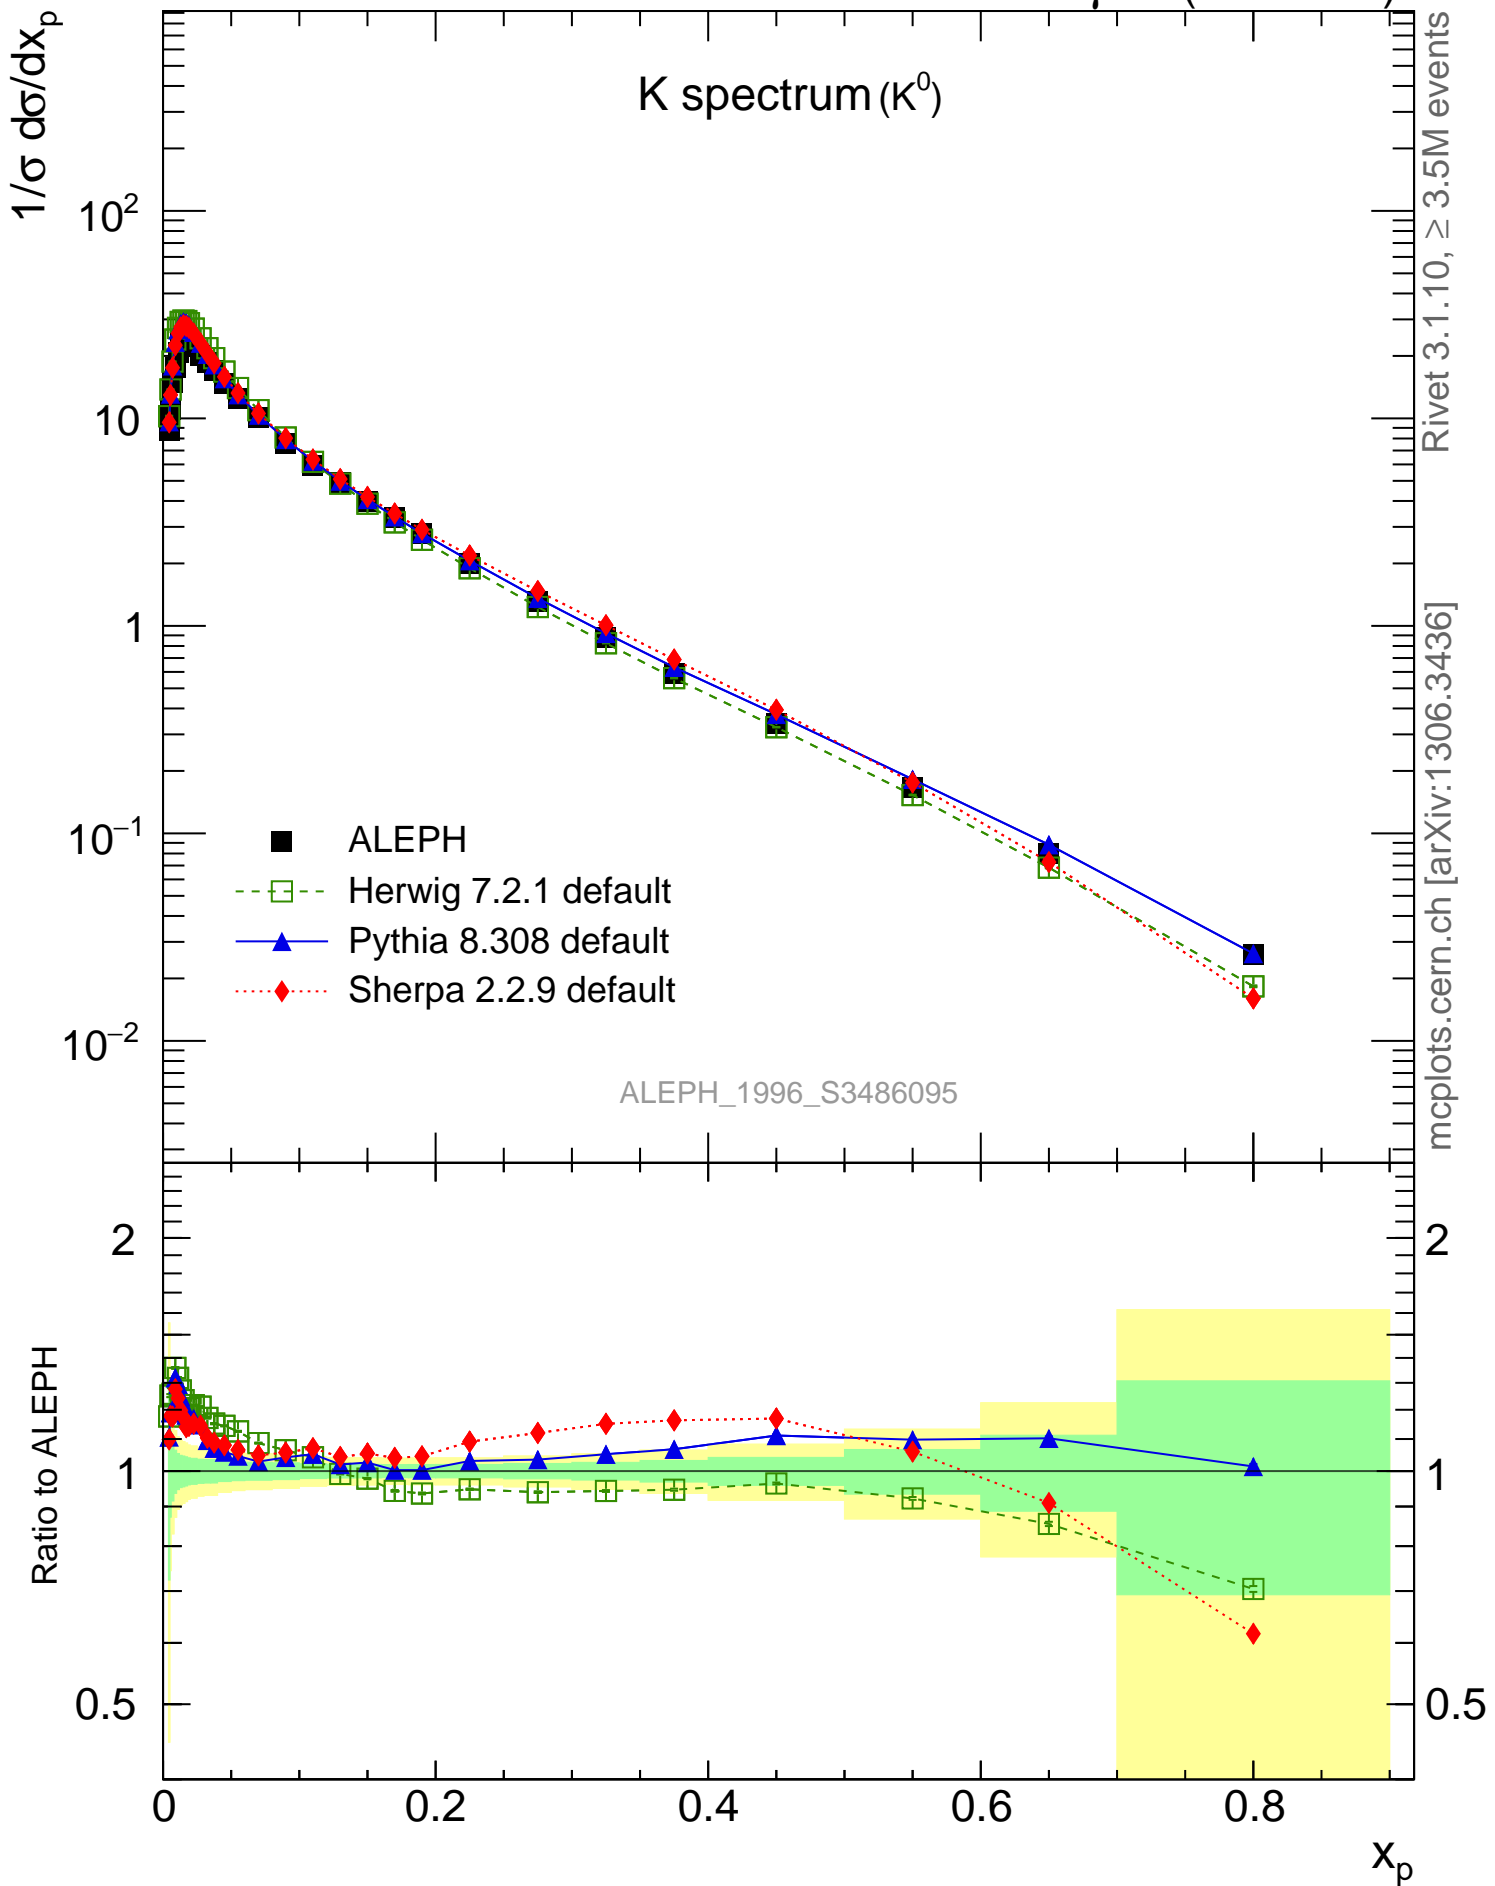 1/σ dσ/dx_p
K spectrum (K⁰)
10²
10
1
10⁻¹
10⁻²
ALEPH
Herwig 7.2.1 default
Pythia 8.308 default
Sherpa 2.2.9 default
ALEPH_1996_S3486095
Rivet 3.1.10, ≥ 3.5M events
mcplots.cern.ch [arXiv:1306.3436]
Ratio to ALEPH
2
1
0.5
2
1
0.5
0 0.2 0.4 0.6 0.8
x_p